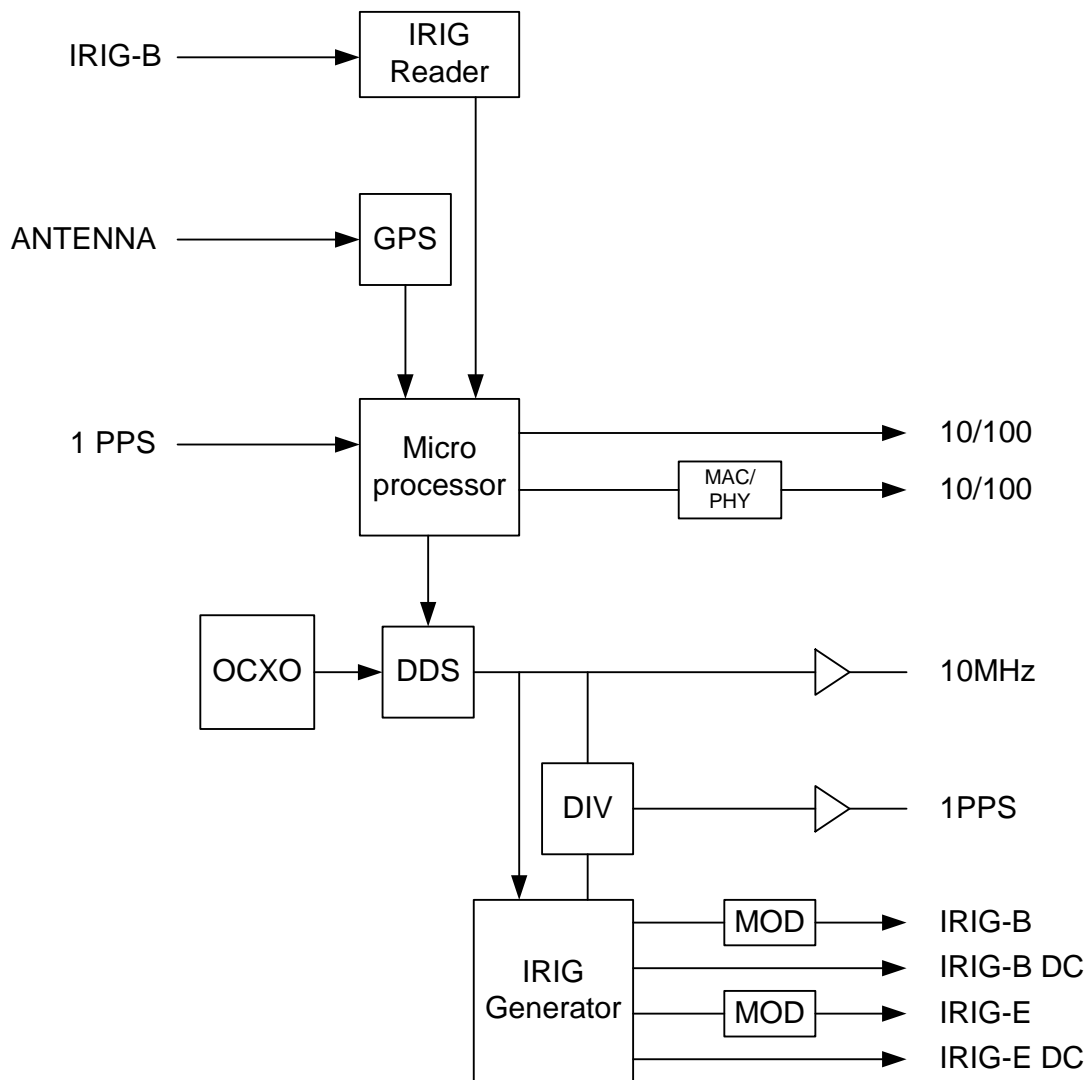 IRIG-B
IRIG
Reader
ANTENNA
GPS
1 PPS
Micro
processor
10/100
MAC/
PHY
10/100
OCXO
DDS
10MHz
DIV
1PPS
IRIG
Generator
MOD
IRIG-B
IRIG-B DC
MOD
IRIG-E
IRIG-E DC